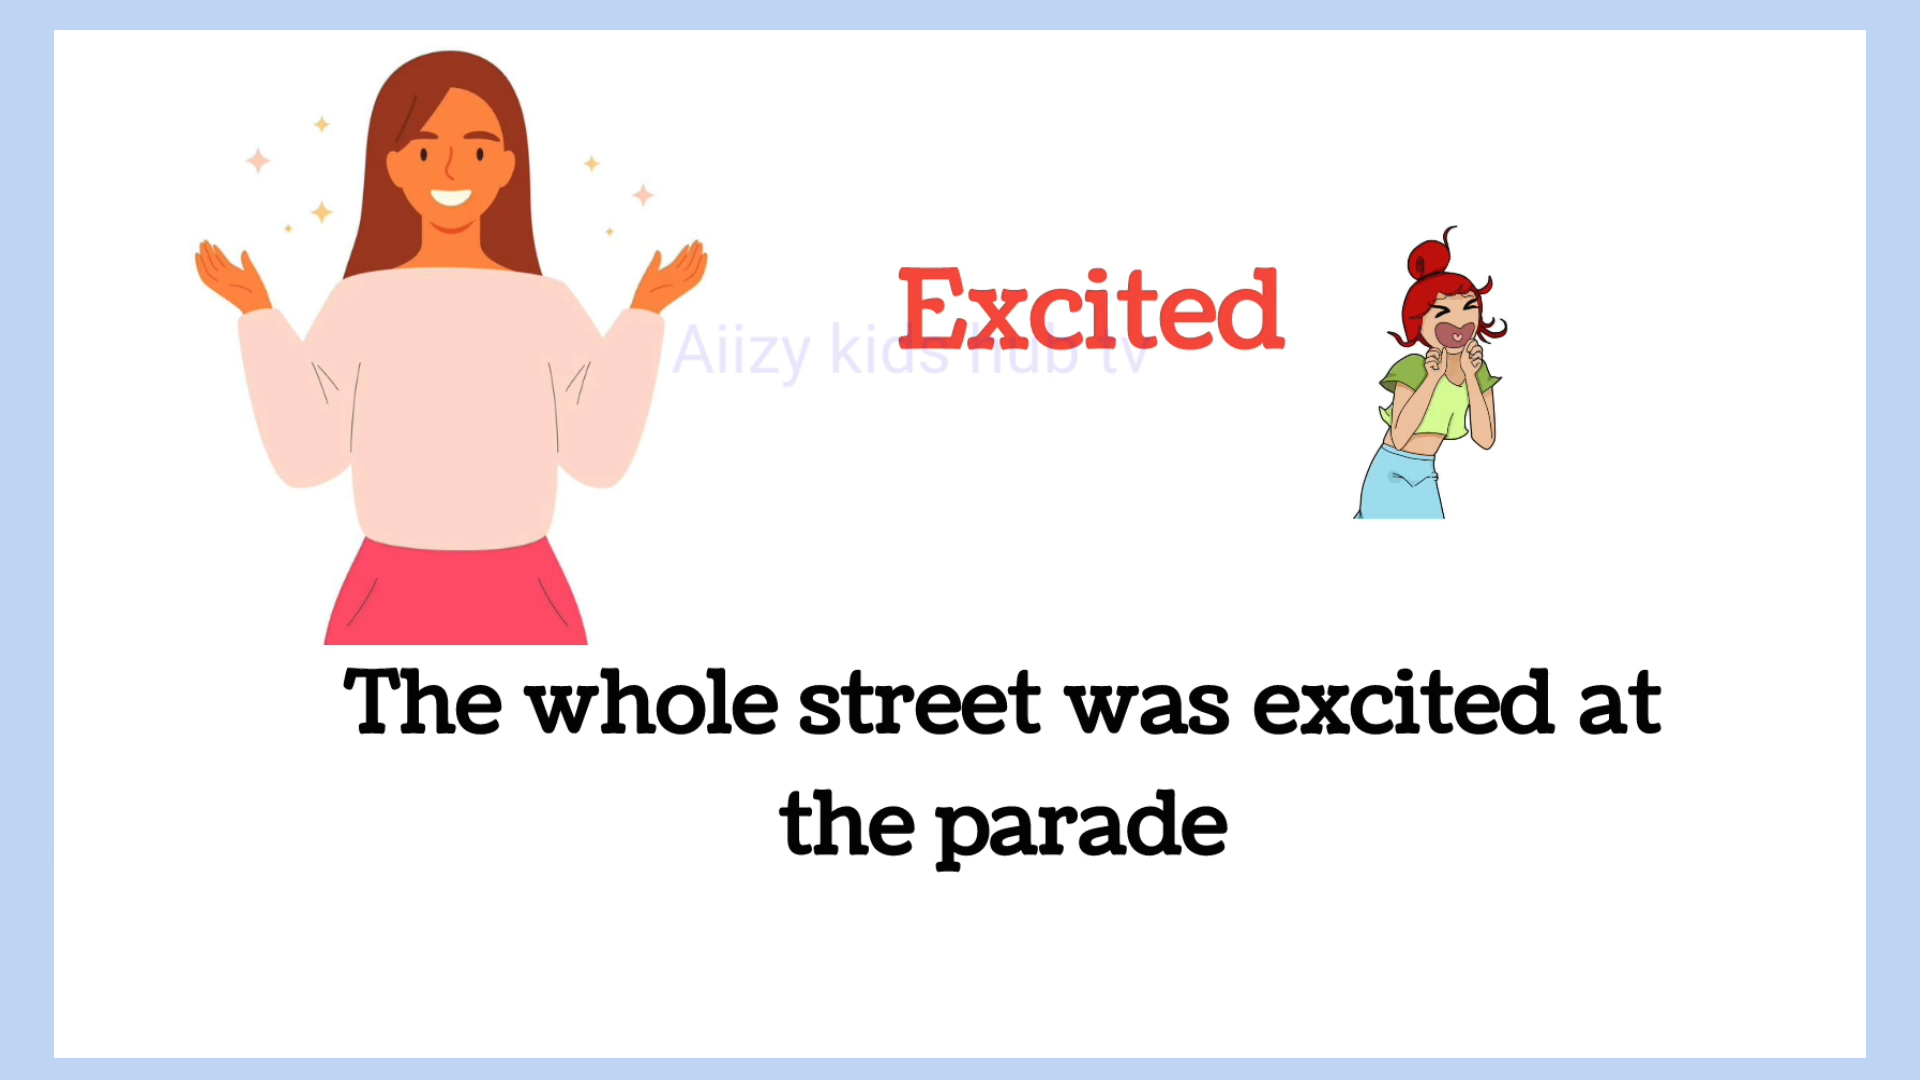 Excited
Aiizy kids hub tv
The whole street was excited at
the parade